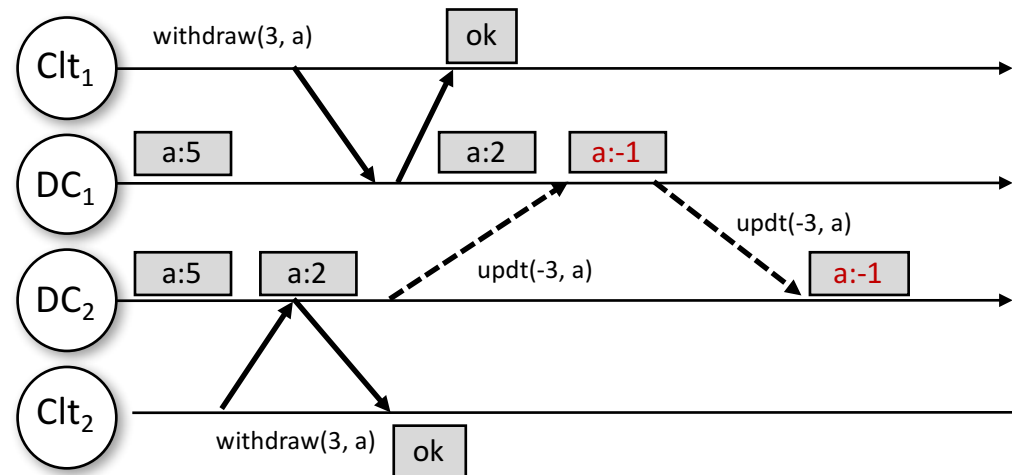 withdraw(3, a)
ok
Clt₁
a:5
a:2
a:-1
DC₁
updt(-3, a)
a:5
a:2
updt(-3, a)
a:-1
DC₂
Clt₂
withdraw(3, a)
ok